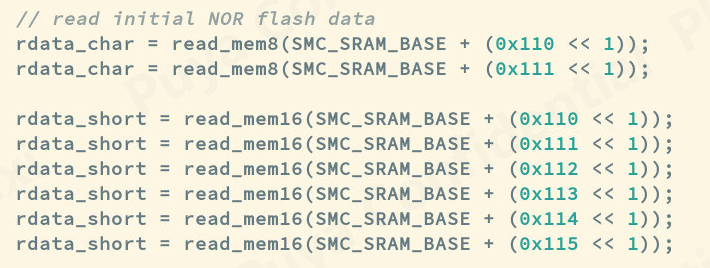 // read initial NOR flash data
rdata_char = read_mem8(SMC_SRAM_BASE + (0x110 << 1));
rdata_char = read_mem8(SMC_SRAM_BASE + (0x111 << 1));

rdata_short = read_mem16(SMC_SRAM_BASE + (0x110 << 1));
rdata_short = read_mem16(SMC_SRAM_BASE + (0x111 << 1));
rdata_short = read_mem16(SMC_SRAM_BASE + (0x112 << 1));
rdata_short = read_mem16(SMC_SRAM_BASE + (0x113 << 1));
rdata_short = read_mem16(SMC_SRAM_BASE + (0x114 << 1));
rdata_short = read_mem16(SMC_SRAM_BASE + (0x115 << 1));